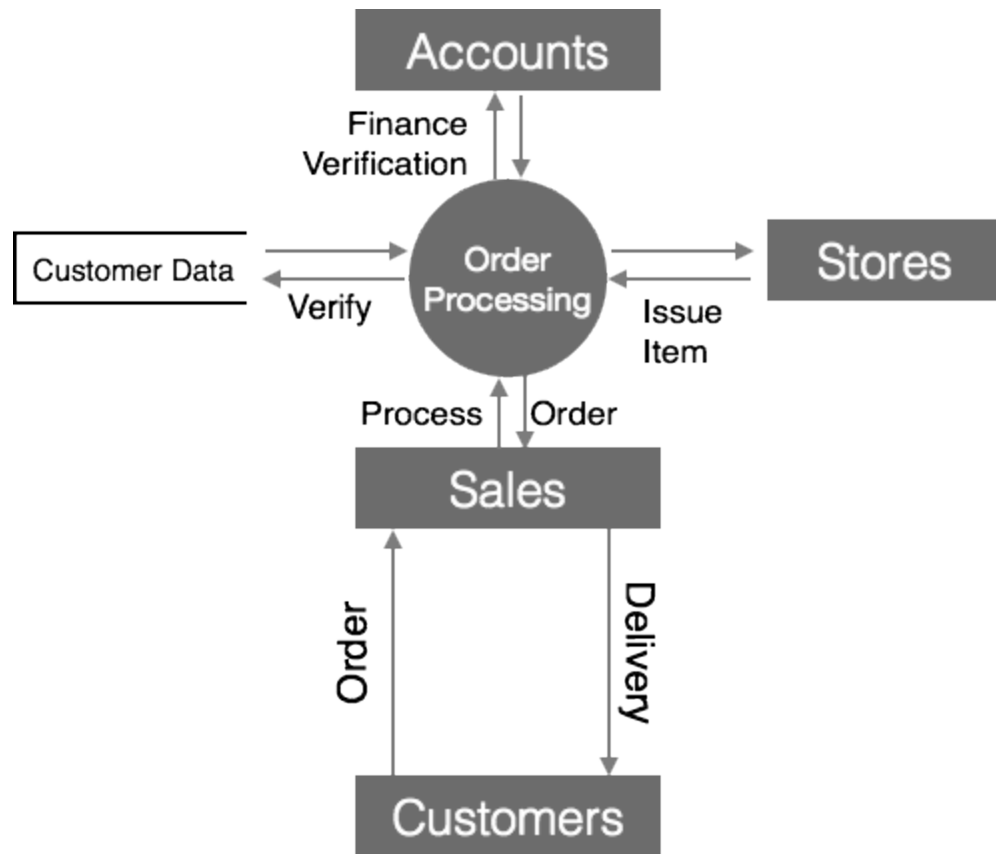 Accounts
Finance
Verification
Customer Data
Order
Processing
Stores
Verify
Issue
Item
Process
Order
Sales
Order
Delivery
Customers